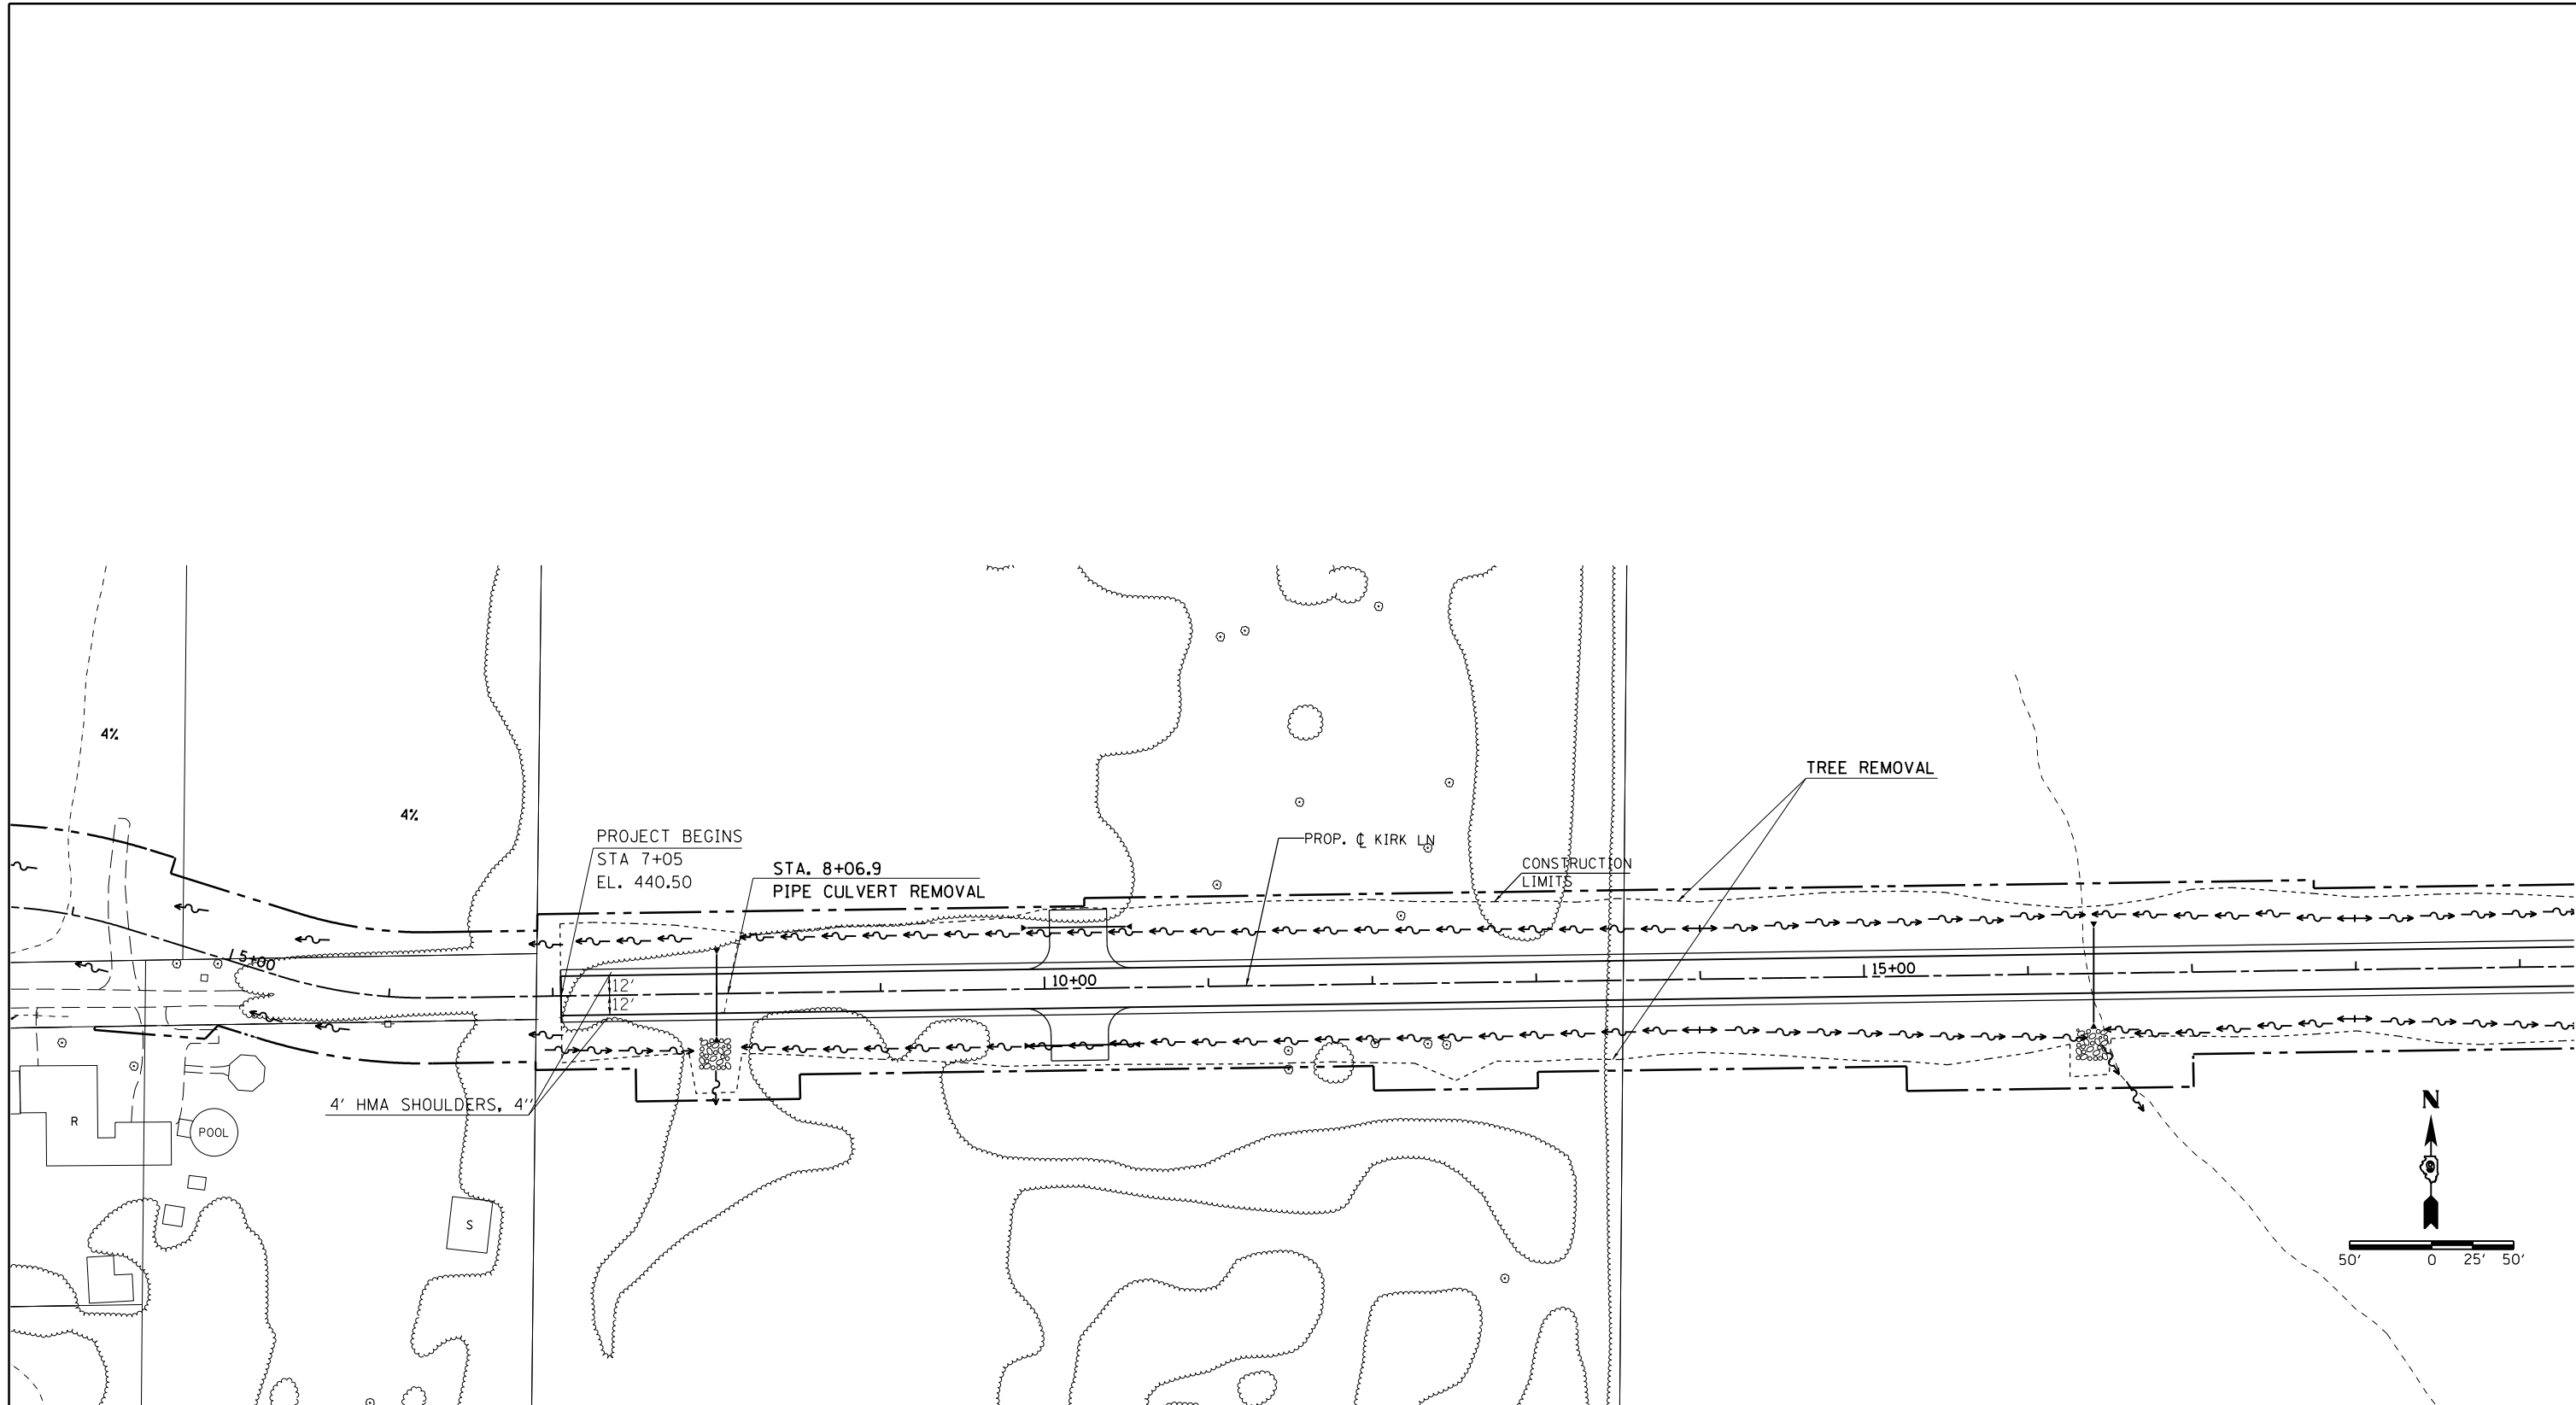 4%
4%
TREE REMOVAL
PROJECT BEGINS
STA 7+05
EL. 440.50
STA. 8+06.9
PIPE CULVERT REMOVAL
PROP. ℄ KIRK LN
CONSTRUCTION
LIMITS
5+00
12'
12'
10+00
15+00
4' HMA SHOULDERS, 4''
R
POOL
S
N
50' 0 25' 50'